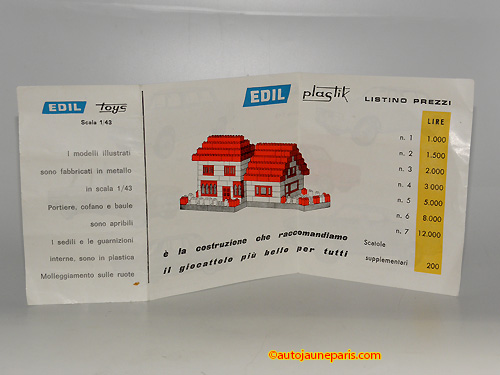 EDIL toys
Scala 1/43
I modelli illustrati
sono fabbricati in metallo
in scala 1/43
Portiere, cofano e baule
sono apribili
I sedili e le guarnizioni
interne, sono in plastica
Molleggiamento sulle ruote
EDIL plastik
è la costruzione che raccomandiamo
il giocattolo più bello per tutti
LISTINO PREZZI
LIRE
n. 1 1.000
n. 2 1.500
n. 3 2.000
n. 4 3.000
n. 5 5.000
n. 6 8.000
n. 7 12.000
Scatole
supplementari 200
©autojauneparis.com